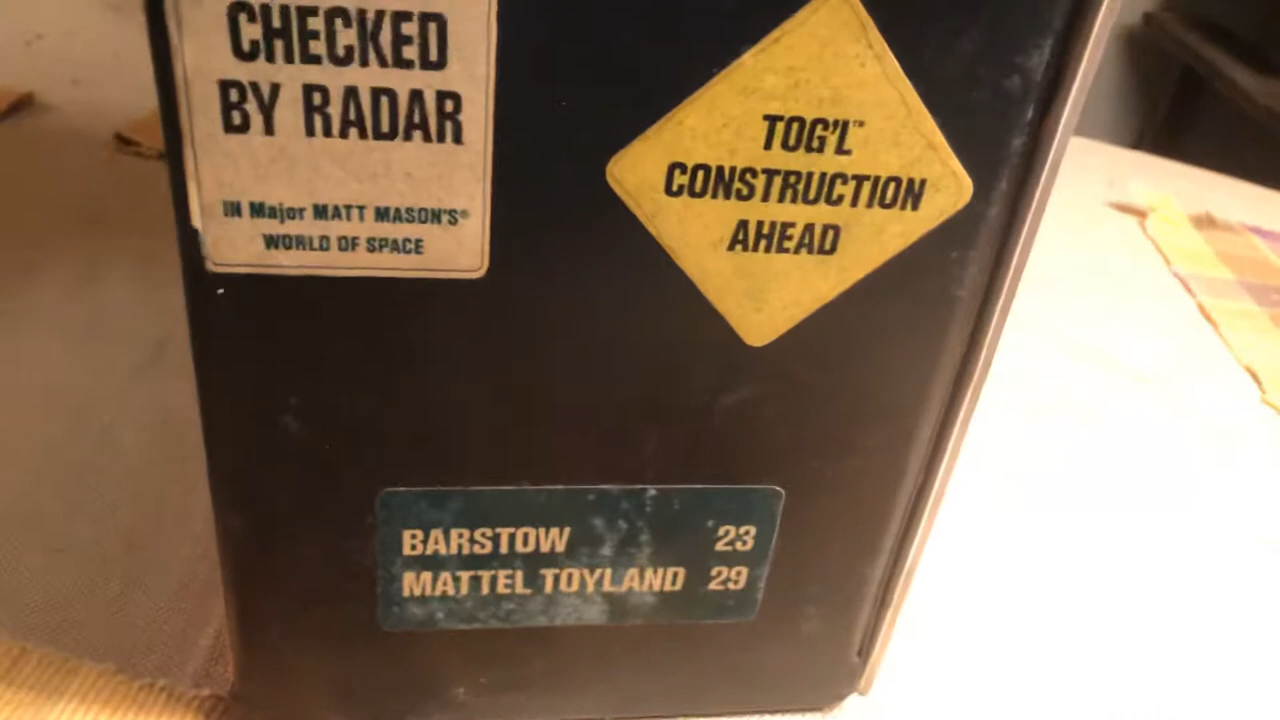 CHECKED
BY RADAR
IN Major MATT MASON'S®
WORLD OF SPACE
TOG'L™
CONSTRUCTION
AHEAD
BARSTOW 23
MATTEL TOYLAND 29